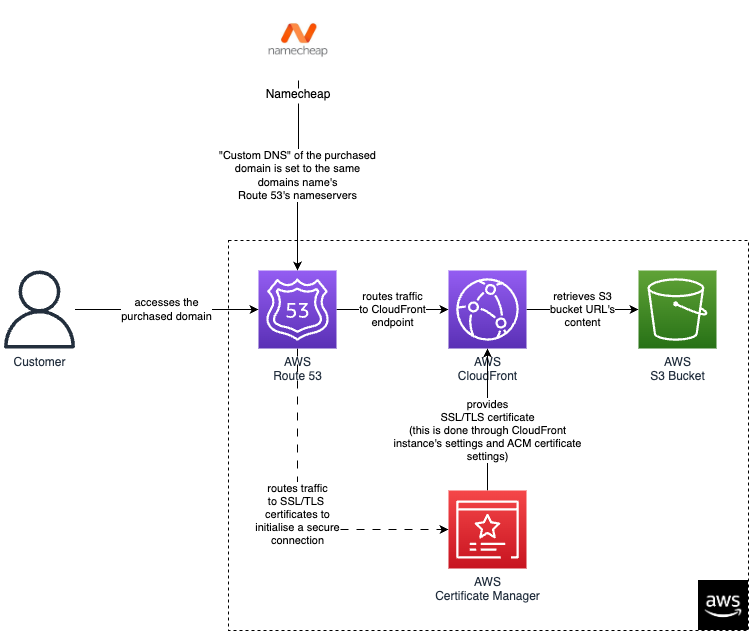 namecheap
Namecheap
"Custom DNS" of the purchased
domain is set to the same
domains name's
Route 53's nameservers
accesses the
purchased domain
Customer
53
AWS
Route 53
routes traffic
to CloudFront
endpoint
AWS
CloudFront
retrieves S3
bucket URL's
content
AWS
S3 Bucket
provides
SSL/TLS certificate
(this is done through CloudFront
instance's settings and ACM certificate
settings)
routes traffic
to SSL/TLS
certificates to
initialise a secure
connection
AWS
Certificate Manager
aws